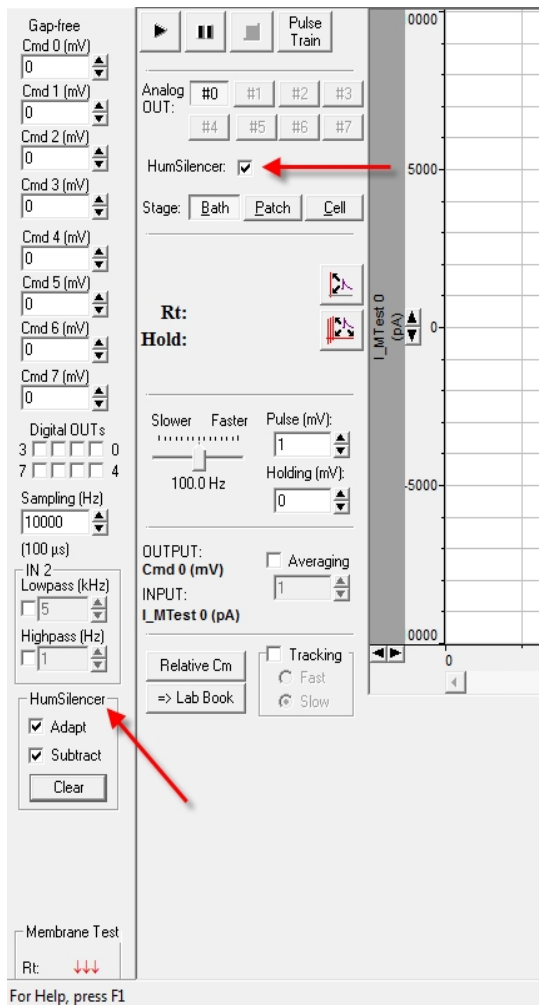 Gap-free
Cmd 0 (mV)
0
Cmd 1 (mV)
0
Cmd 2 (mV)
0
Cmd 3 (mV)
0
Cmd 4 (mV)
0
Cmd 5 (mV)
0
Cmd 6 (mV)
0
Cmd 7 (mV)
0
Digital OUTs
3 0
7 4
Sampling (Hz)
10000
(100 µs)
IN 2
Lowpass (kHz)
5
Highpass (Hz)
1
HumSilencer
Adapt
Subtract
Clear
Membrane Test
Rt: ↓↓↓
For Help, press F1
Pulse
Train
Analog
OUT:
#0 #1 #2 #3
#4 #5 #6 #7
HumSilencer:
Stage: Bath Patch Cell
Rt:
Hold:
Slower Faster
100.0 Hz
Pulse (mV):
1
Holding (mV):
0
OUTPUT:
Cmd 0 (mV)
INPUT:
I_MTest 0 (pA)
Averaging
1
Relative Cm
=> Lab Book
Tracking
Fast
Slow
I_MTest 0
(pA)
0000
5000
0
-5000
0000
0